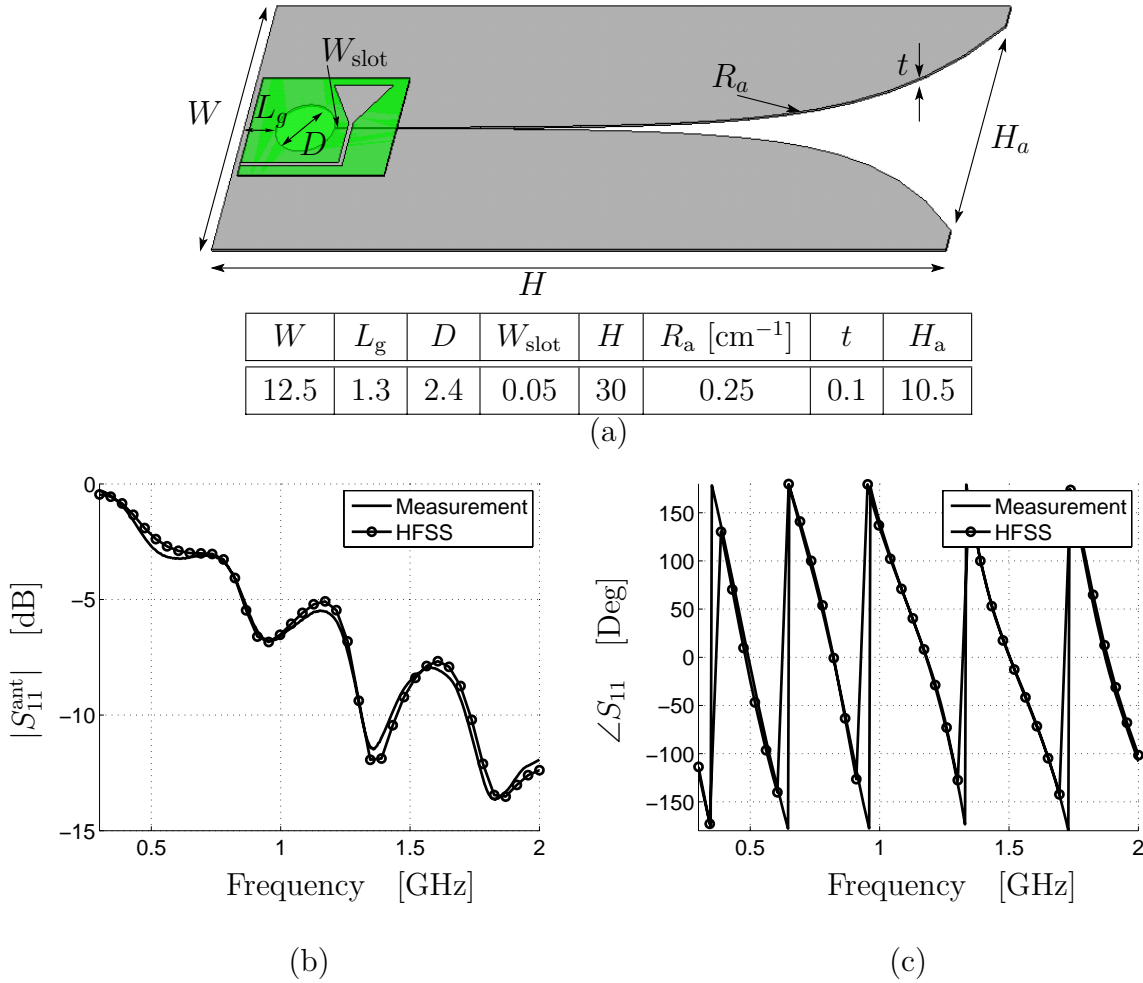 W_slot
t
R_a
W
L_g
D
H_a
H
W L_g D W_slot H R_a [cm⁻¹] t H_a
12.5 1.3 2.4 0.05 30 0.25 0.1 10.5
(a)
0
−5
−10
−15
0.5 1 1.5 2
|S₁₁^ant| [dB]
Frequency [GHz]
Measurement
HFSS
(b)
150
100
50
0
−50
−100
−150
0.5 1 1.5 2
∠S₁₁ [Deg]
Frequency [GHz]
Measurement
HFSS
(c)